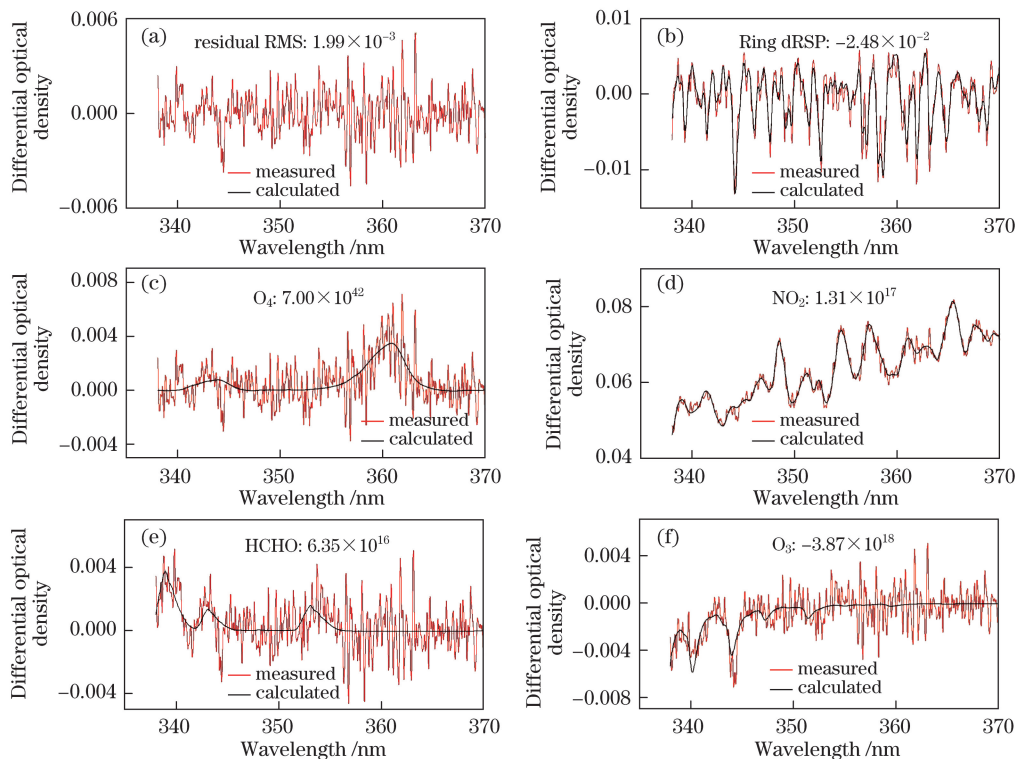 (a)
residual RMS: 1.99×10⁻³
0.006
0.000
−0.006
Differential optical
density
measured
calculated
340 350 360 370
Wavelength /nm
(b)
Ring dRSP: −2.48×10⁻²
0.01
0.00
−0.01
Differential optical
density
measured
calculated
340 350 360 370
Wavelength /nm
(c)
O₄: 7.00×10⁴²
0.008
0.004
0.000
−0.004
Differential optical
density
measured
calculated
340 350 360 370
Wavelength /nm
(d)
NO₂: 1.31×10¹⁷
0.08
0.06
0.04
Differential optical
density
measured
calculated
340 350 360 370
Wavelength /nm
(e)
HCHO: 6.35×10¹⁶
0.004
0.000
−0.004
Differential optical
density
measured
calculated
340 350 360 370
Wavelength /nm
(f)
O₃: −3.87×10¹⁸
0.004
0.000
−0.004
−0.008
Differential optical
density
measured
calculated
340 350 360 370
Wavelength /nm